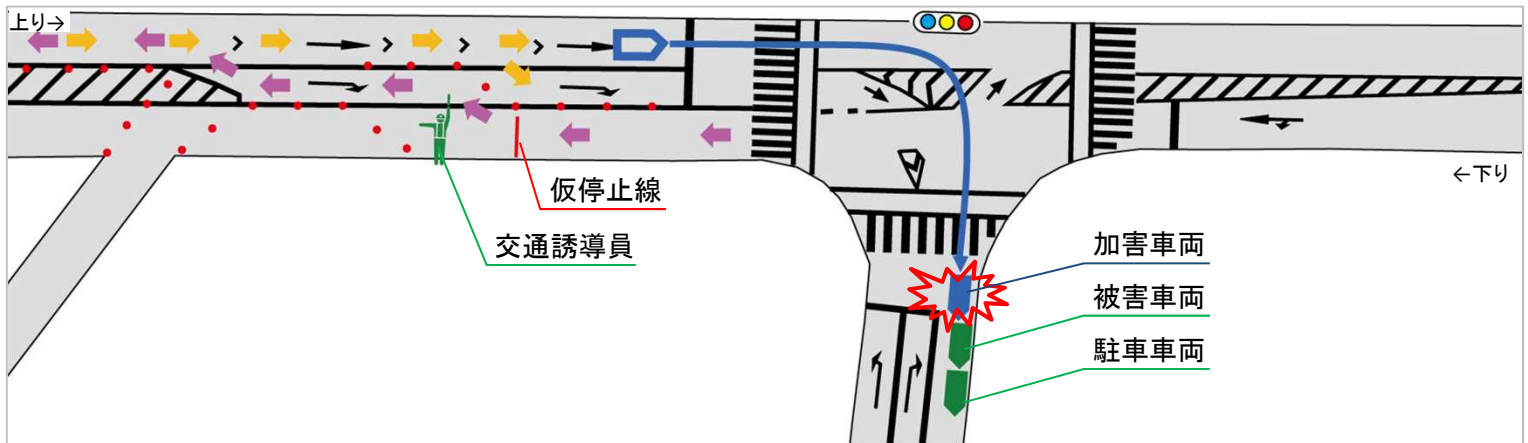 上り→
←下り
仮停止線
交通誘導員
加害車両
被害車両
駐車車両